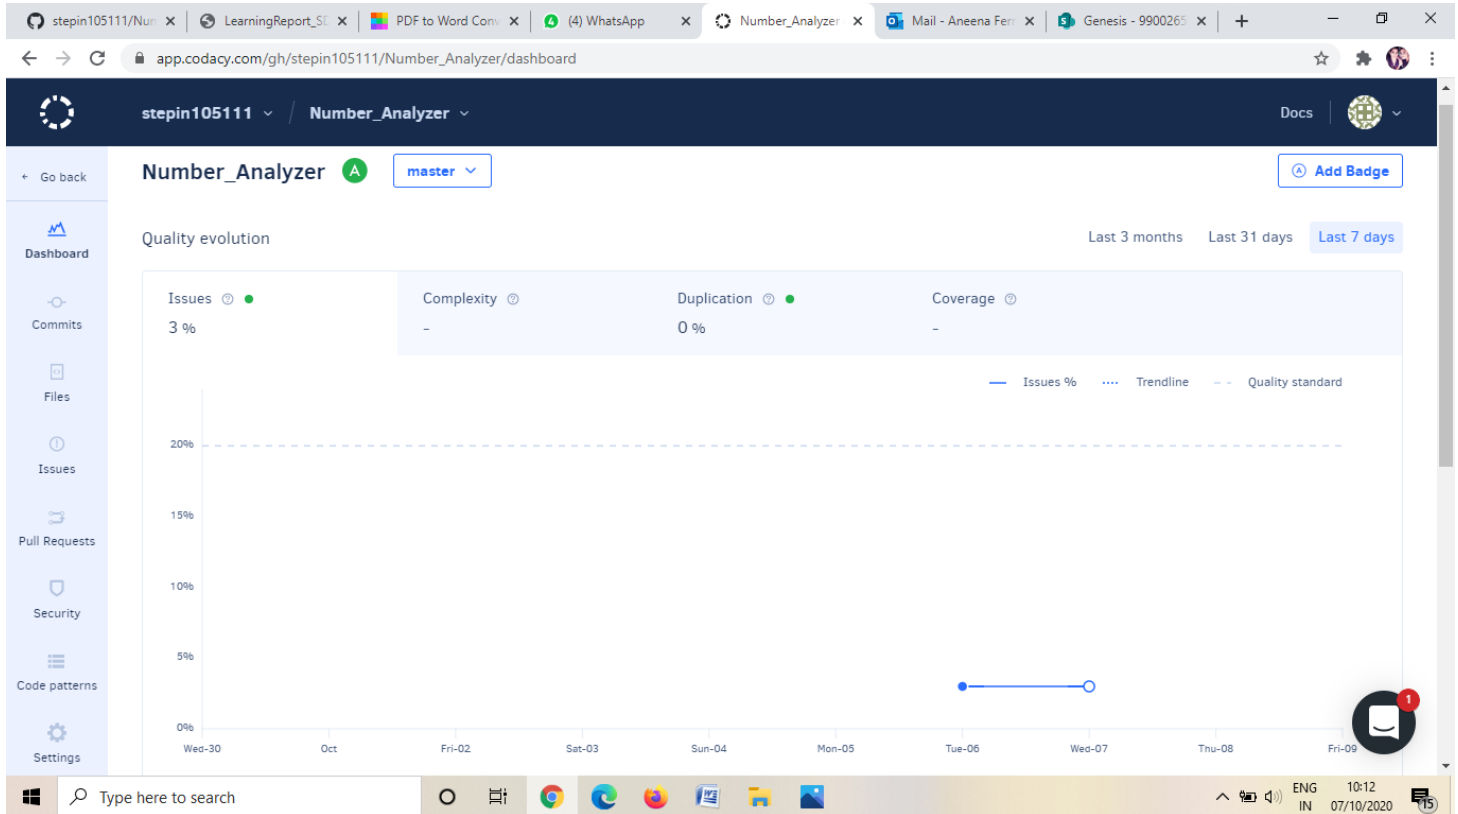 stepin105111/Num
LearningReport_SD
PDF to Word Conv
(4) WhatsApp
Number_Analyzer
Mail - Aneena Fern
Genesis - 9900265
app.codacy.com/gh/stepin105111/Number_Analyzer/dashboard
stepin105111 / Number_Analyzer
Docs
Go back
Number_Analyzer A master
Add Badge
Dashboard
Quality evolution
Last 3 months Last 31 days Last 7 days
Commits
Files
Issues
Pull Requests
Security
Code patterns
Settings
Issues ?
3 %
Complexity ?
-
Duplication ?
0 %
Coverage ?
-
Issues % Trendline Quality standard
20%
15%
10%
5%
0%
Wed-30 Oct Fri-02 Sat-03 Sun-04 Mon-05 Tue-06 Wed-07 Thu-08 Fri-09
1
Type here to search
ENG
IN
10:12
07/10/2020
15